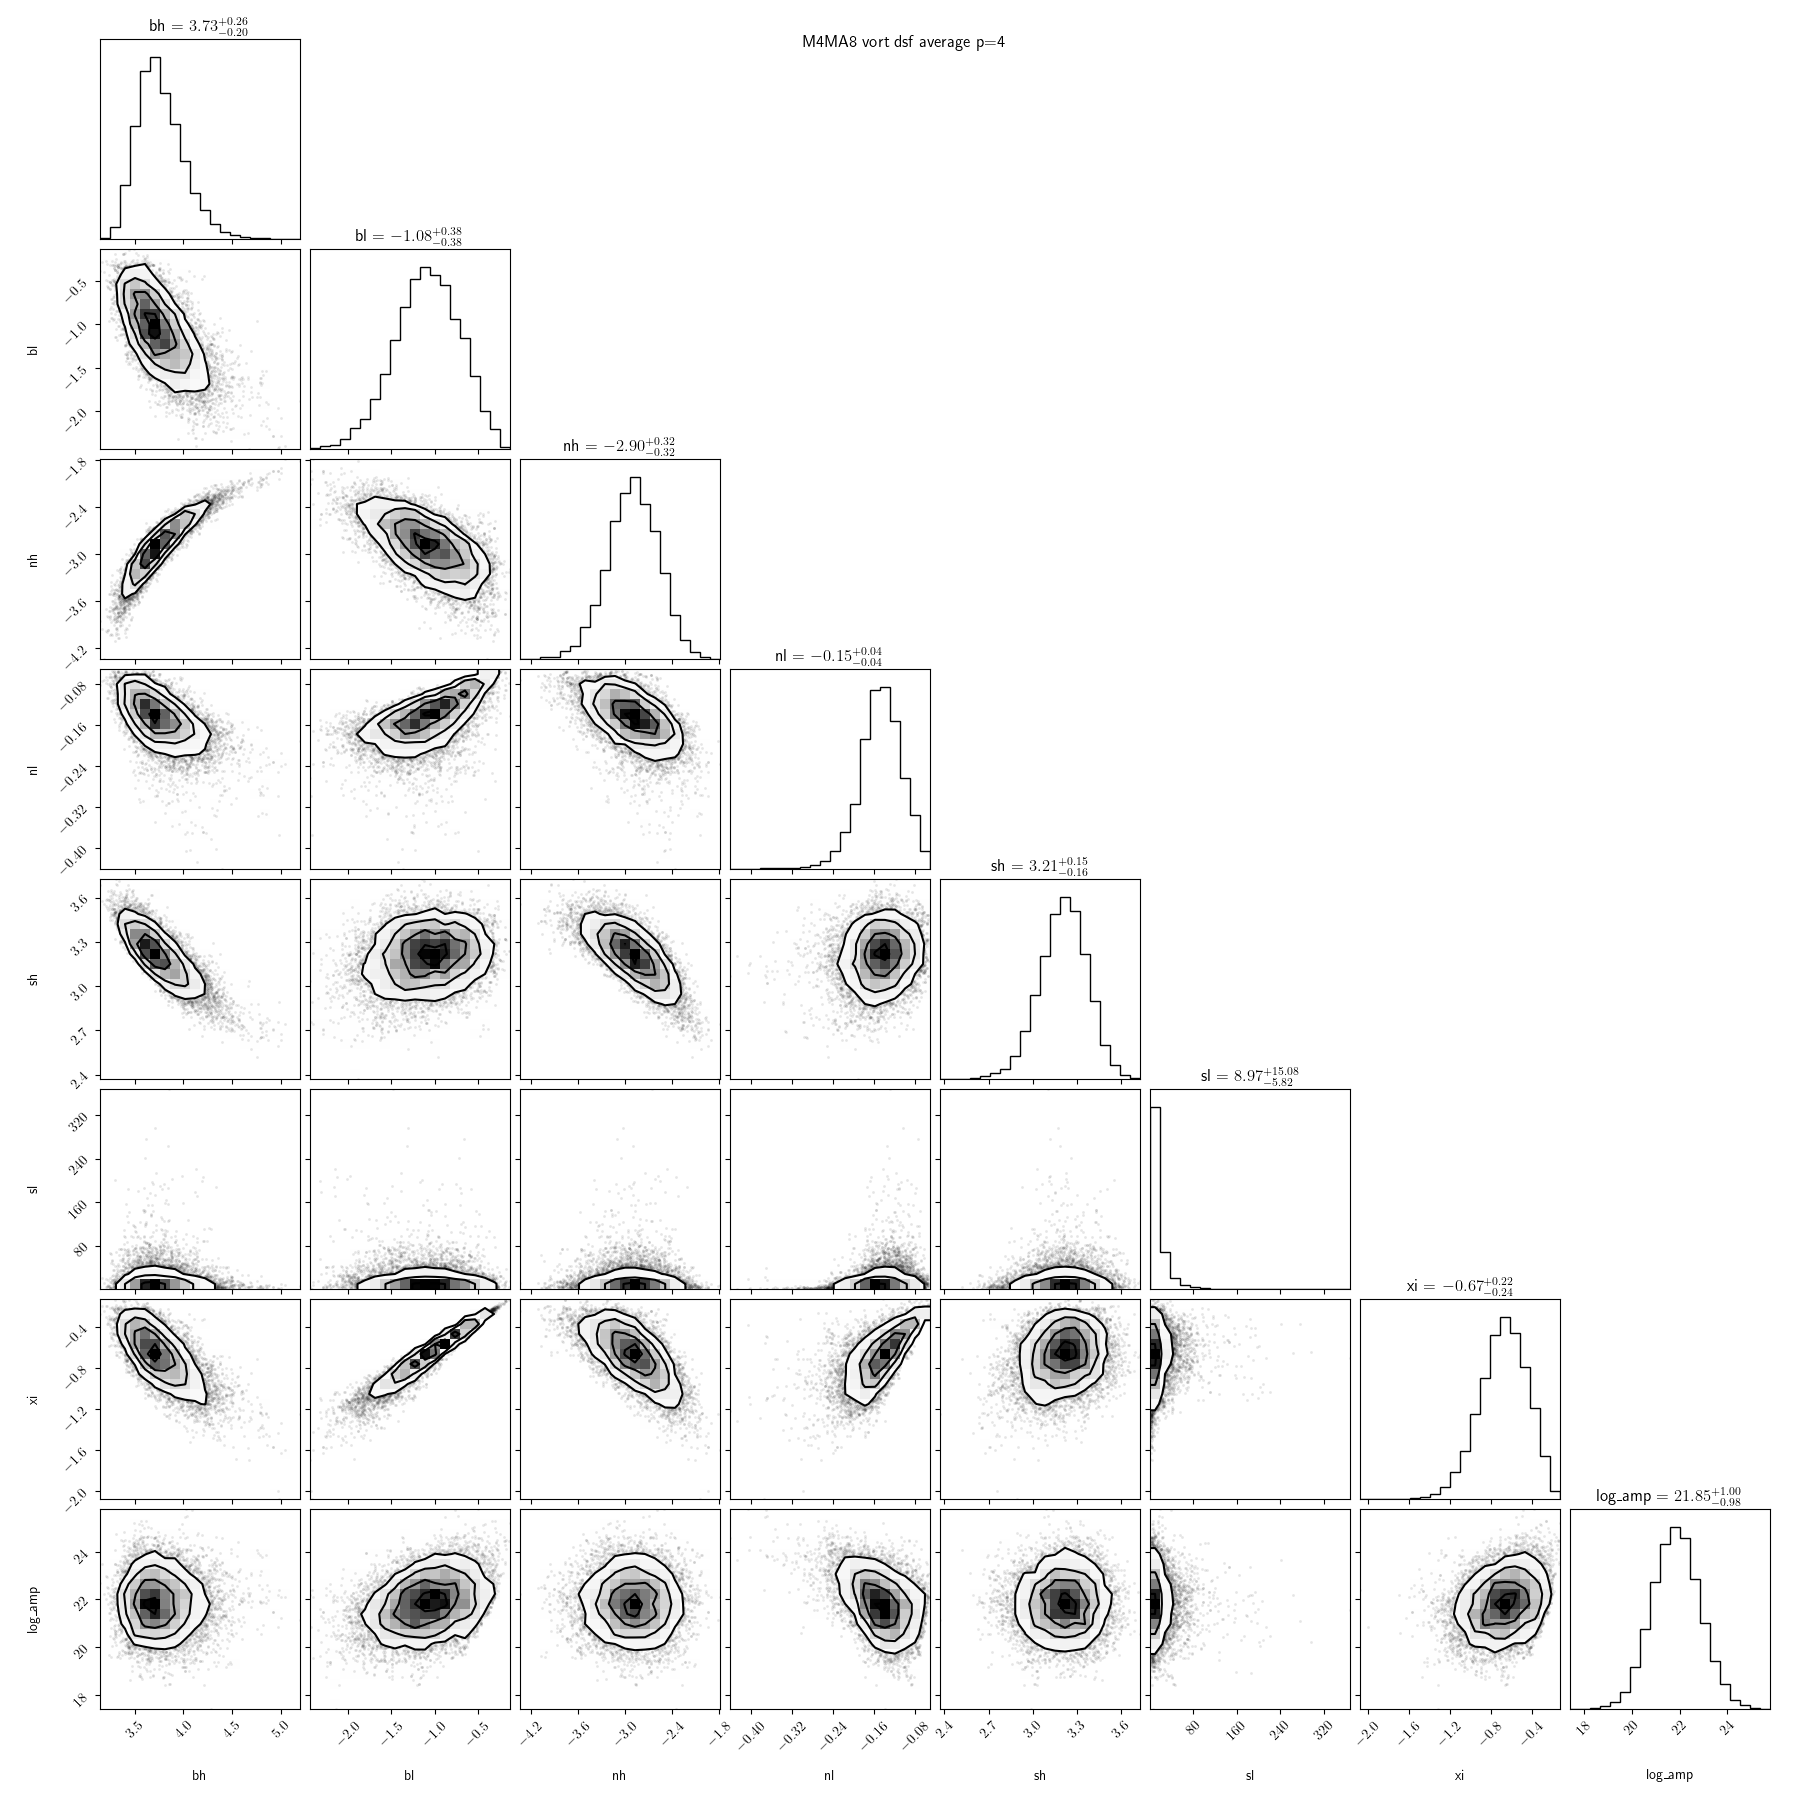 M4MA8 vort dsf average p=4
bh = 3.73+0.26−0.20
bl = −1.08+0.38−0.38
−0.5
−1.0
−1.5
−2.0
bl
nh = −2.90+0.32−0.32
−1.8
−2.4
−3.0
−3.6
−4.2
nh
nl = −0.15+0.04−0.04
−0.08
−0.16
−0.24
−0.32
−0.40
nl
sh = 3.21+0.15−0.16
3.6
3.3
3.0
2.7
2.4
sh
sl = 8.97+15.08−5.82
320
240
160
80
sl
xi = −0.67+0.22−0.24
−0.4
−0.8
−1.2
−1.6
−2.0
xi
log_amp = 21.85+1.00−0.98
24
22
20
18
log_amp
3.5 4.0 4.5 5.0 −2.0 −1.5 −1.0 −0.5 −4.2 −3.6 −3.0 −2.4 −1.8 −0.40 −0.32 −0.24 −0.16 −0.08 2.4 2.7 3.0 3.3 3.6 80 160 240 320 −2.0 −1.6 −1.2 −0.8 −0.4 18 20 22 24
bh bl nh nl sh sl xi log_amp